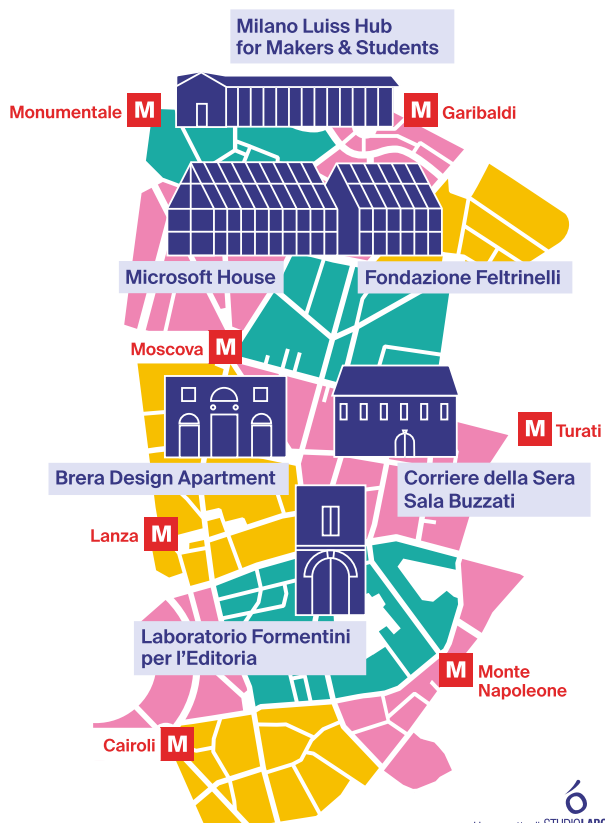 Milano Luiss Hub
for Makers & Students
Monumentale M
M Garibaldi
Microsoft House
Fondazione Feltrinelli
Moscova M
M Turati
Brera Design Apartment
Corriere della Sera
Sala Buzzati
Lanza M
Laboratorio Formentini
per l'Editoria
M Monte
Napoleone
Cairoli M